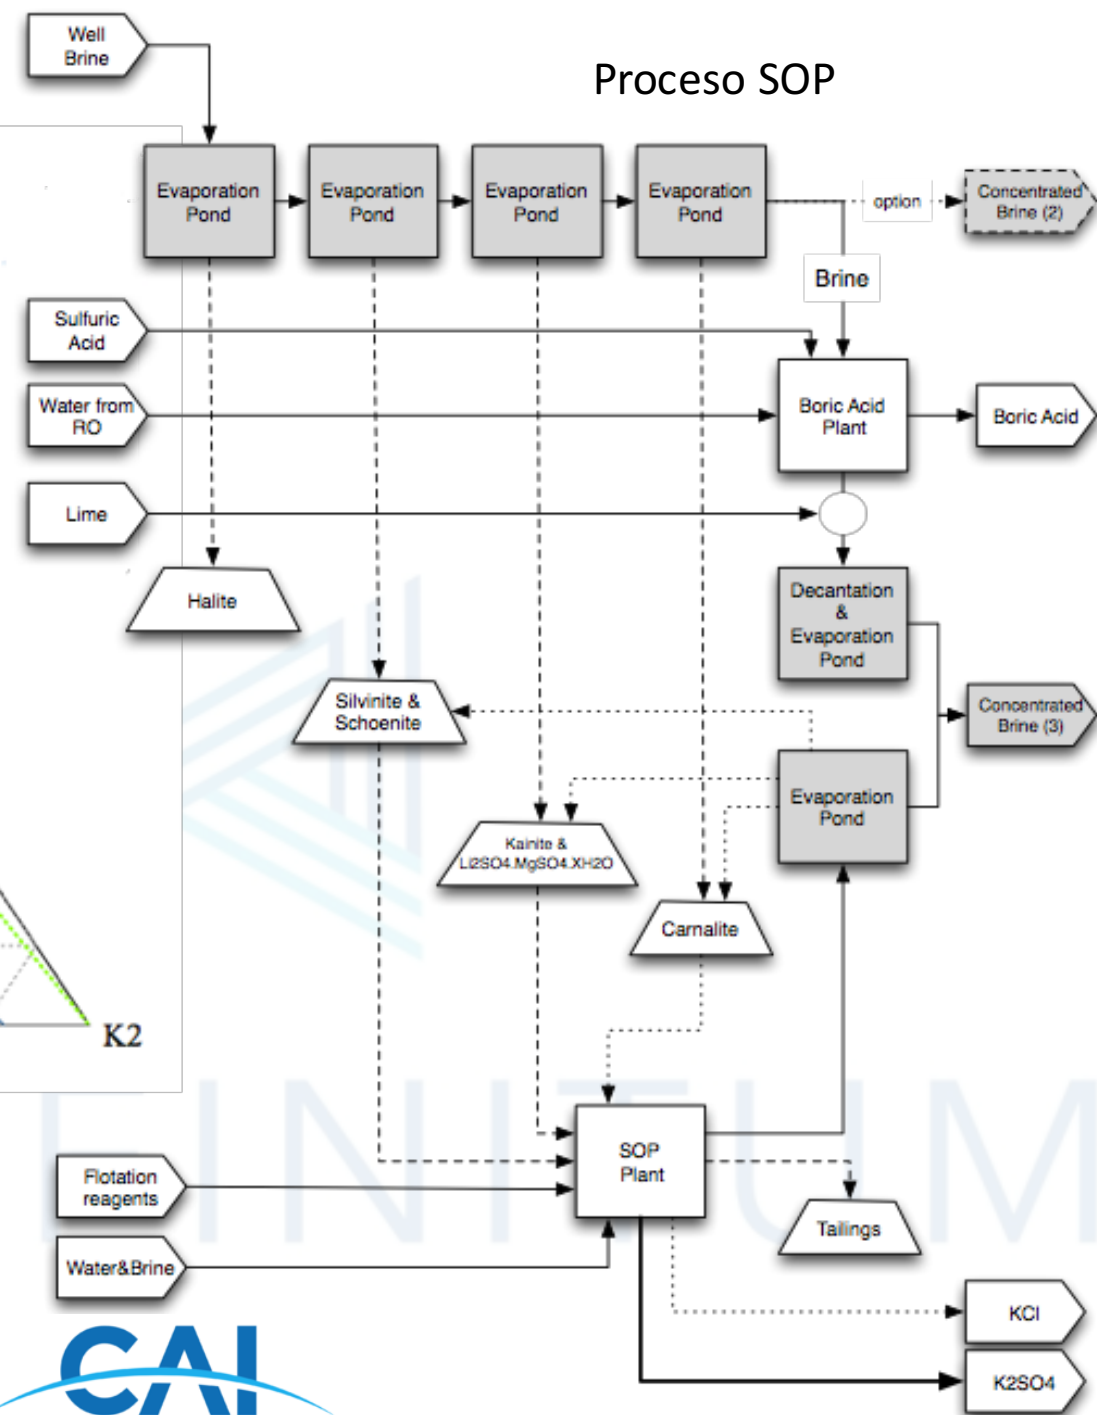 Proceso SOP
Well
Brine
Evaporation
Pond
Evaporation
Pond
Evaporation
Pond
Evaporation
Pond
option
Concentrated
Brine (2)
Brine
Sulfuric
Acid
Water from
RO
Boric Acid
Plant
Boric Acid
Lime
Decantation
&
Evaporation
Pond
Halite
Silvinite &
Schoenite
Concentrated
Brine (3)
Evaporation
Pond
Kainite &
Li2SO4.MgSO4.XH2O
Carnalite
K2
SOP
Plant
Flotation
reagents
Tailings
Water&Brine
KCl
K2SO4
FINITUM
CAI